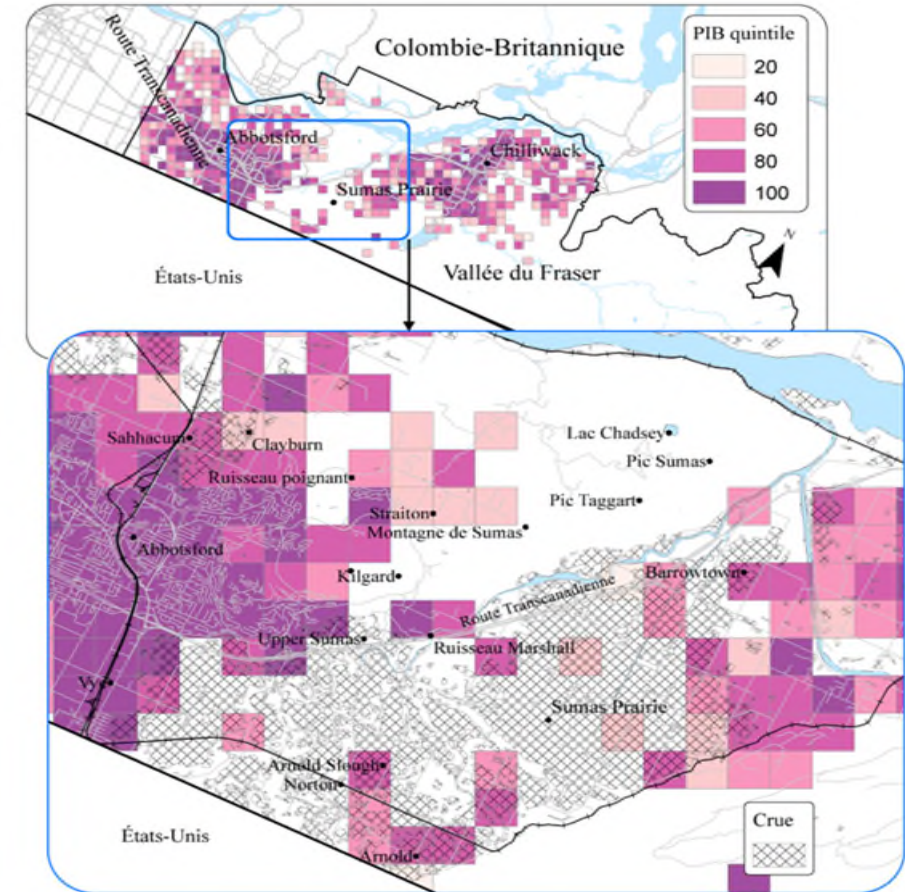 Colombie-Britannique
Route Transcanadienne
Abbotsford
Chilliwack
Sumas Prairie
États-Unis
Vallée du Fraser
PIB quintile
20
40
60
80
100
N
Sahhacum
Clayburn
Ruisseau poignant
Lac Chadsey
Pic Sumas
Pic Taggart
Straiton
Montagne de Sumas
Abbotsford
Kilgard
Route Transcanadienne
Barrowtown
Upper Sumas
Ruisseau Marshall
Vye
Sumas Prairie
Arnold Slough
Norton
États-Unis
Arnold
Crue